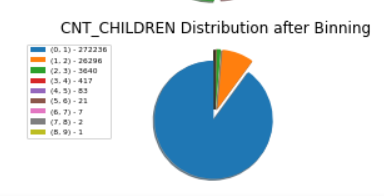 CNT_CHILDREN Distribution after Binning
(0, 1) - 272236
(1, 2) - 26296
(2, 3) - 3640
(3, 4) - 417
(4, 5) - 83
(5, 6) - 21
(6, 7) - 7
(7, 8) - 2
(8, 9) - 1